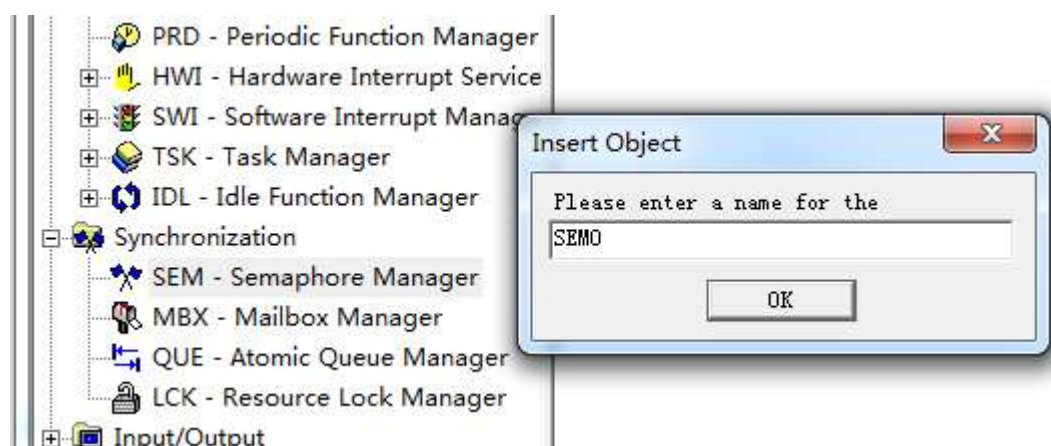 PRD - Periodic Function Manager
HWI - Hardware Interrupt Service
SWI - Software Interrupt Manag
TSK - Task Manager
IDL - Idle Function Manager
Synchronization
SEM - Semaphore Manager
MBX - Mailbox Manager
QUE - Atomic Queue Manager
LCK - Resource Lock Manager
Input/Output
Insert Object
Please enter a name for the
SEM0
OK